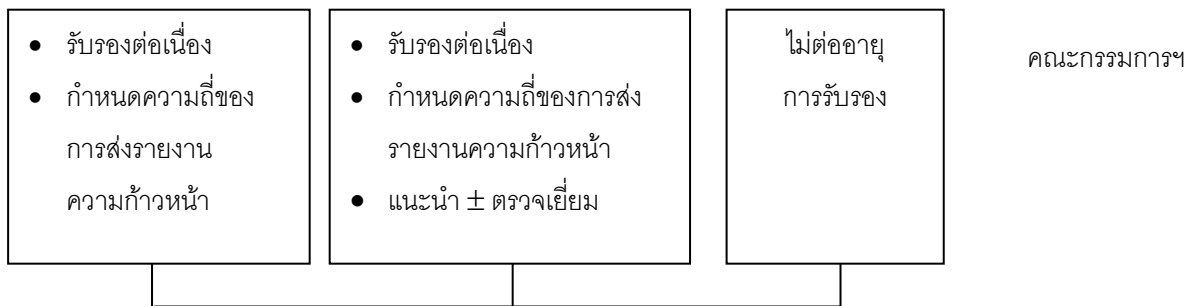 ● รับรองต่อเนื่อง
● กำหนดความถี่ของ
การส่งรายงาน
ความก้าวหน้า
● รับรองต่อเนื่อง
● กำหนดความถี่ของการส่ง
รายงานความก้าวหน้า
● แนะนำ ± ตรวจเยี่ยม
ไม่ต่ออายุ
การรับรอง
คณะกรรมการฯ